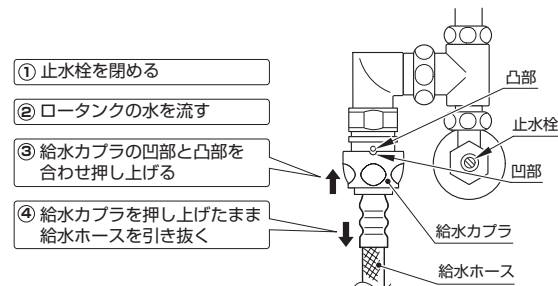 ① 止水栓を閉める
② ロータンクの水を流す
③ 給水カプラの凹部と凸部を
合わせ押し上げる
④ 給水カプラを押し上げたまま
給水ホースを引き抜く
凸部
止水栓
凹部
給水カプラ
給水ホース